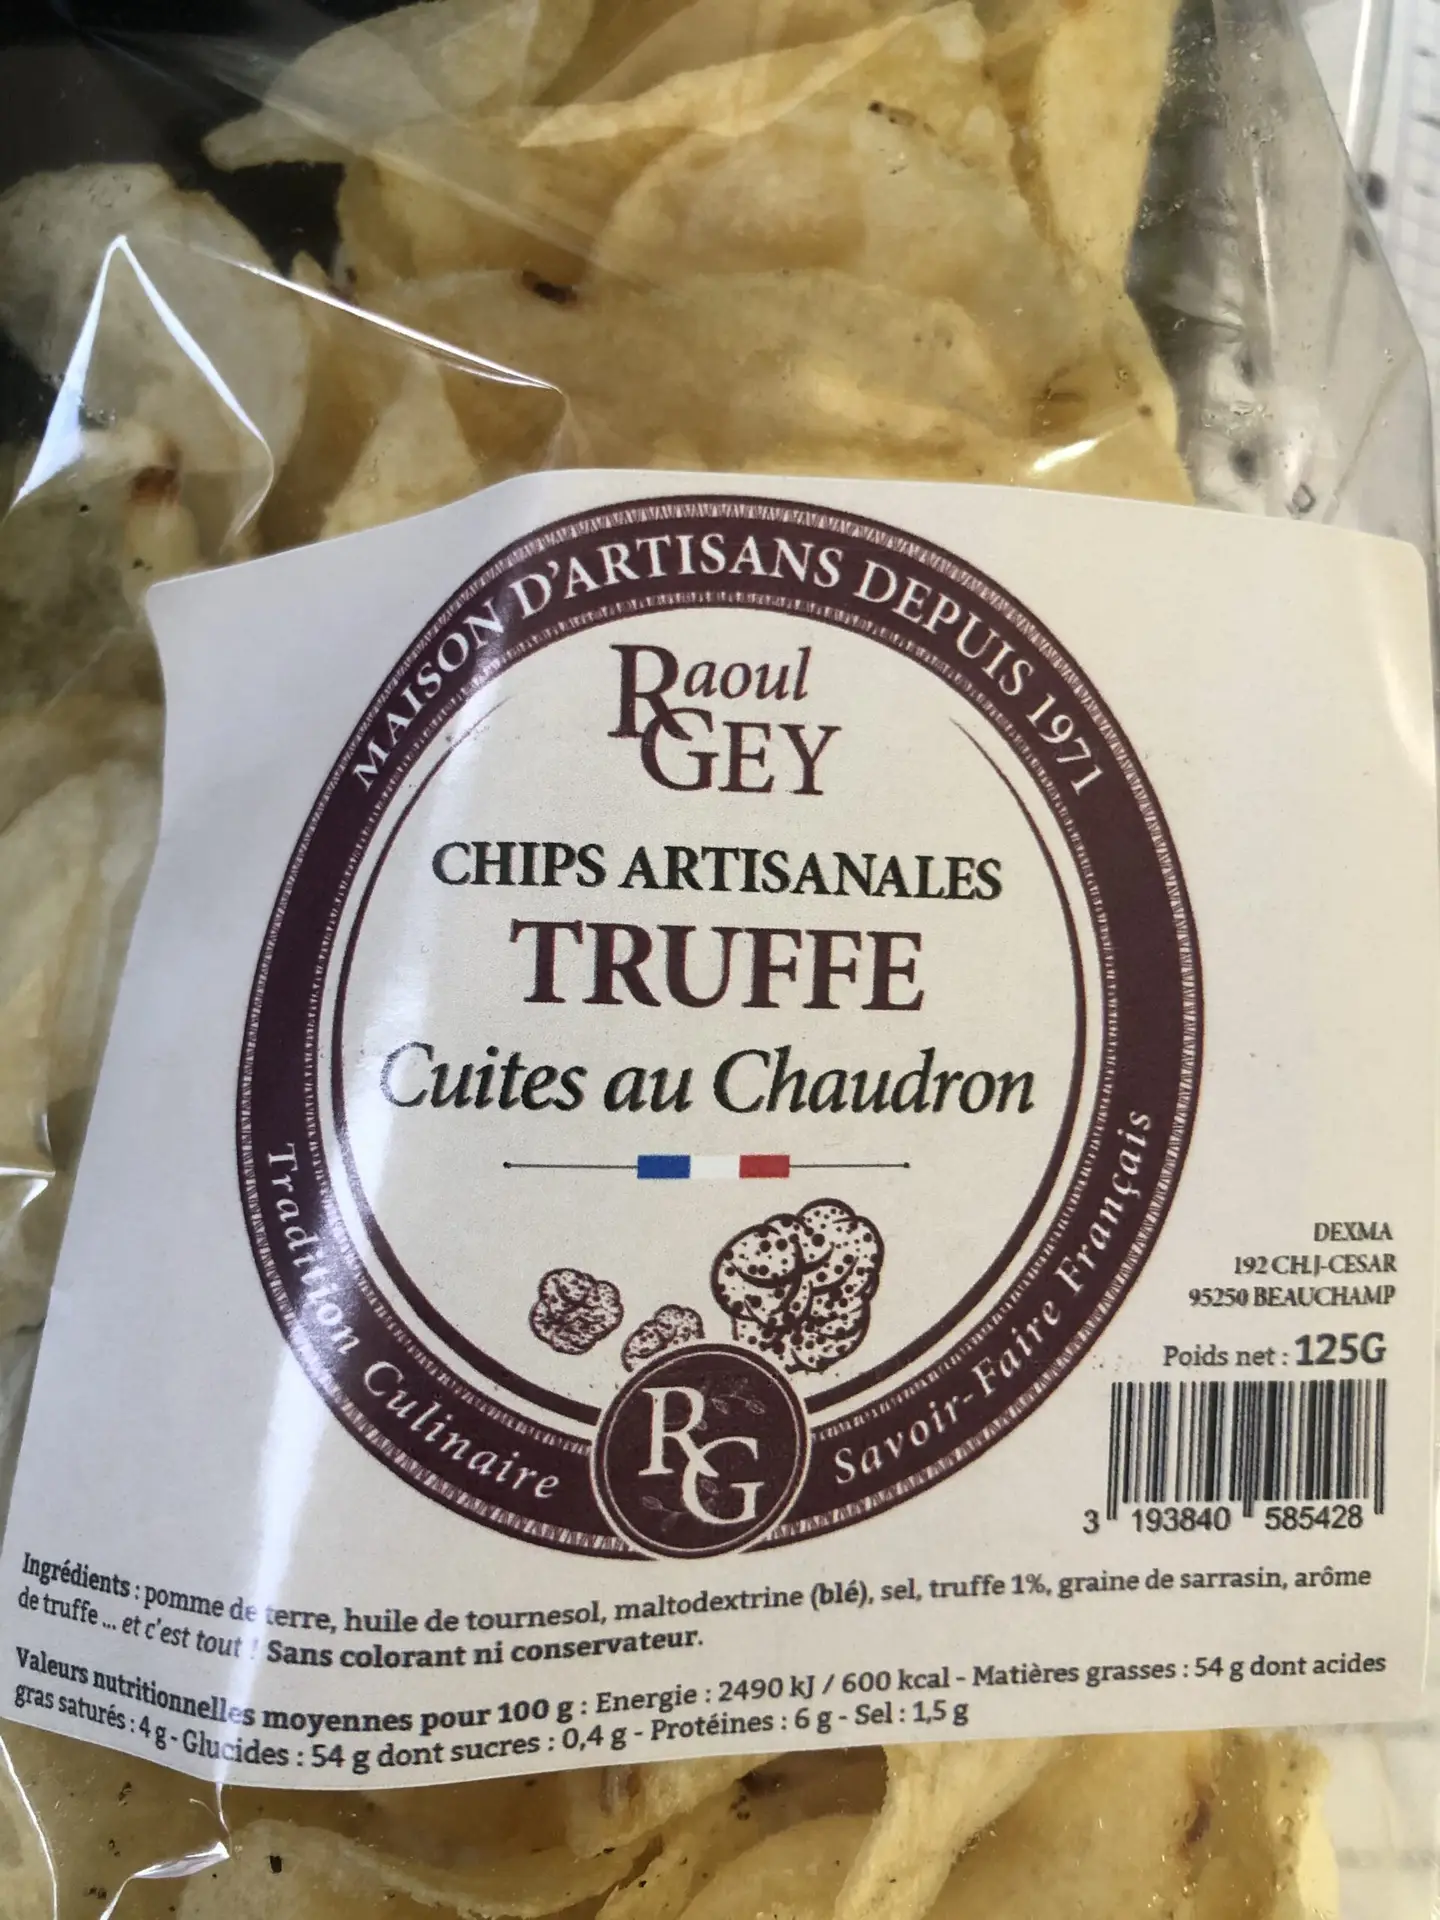 MAISON D'ARTISANS DEPUIS 1971
Raoul
GEY
CHIPS ARTISANALES
TRUFFE
Cuites au Chaudron
Tradition Culinaire
Savoir-Faire Français
RG
DEXMA
192 CH.J-CESAR
95250 BEAUCHAMP
Poids net : 125G
3 193840 585428
Ingrédients : pomme de terre, huile de tournesol, maltodextrine (blé), sel, truffe 1%, graine de sarrasin, arôme
de truffe ... et c'est tout ! Sans colorant ni conservateur.
Valeurs nutritionnelles moyennes pour 100 g : Energie : 2490 kJ / 600 kcal - Matières grasses : 54 g dont acides
gras saturés : 4 g - Glucides : 54 g dont sucres : 0,4 g - Protéines : 6 g - Sel : 1,5 g